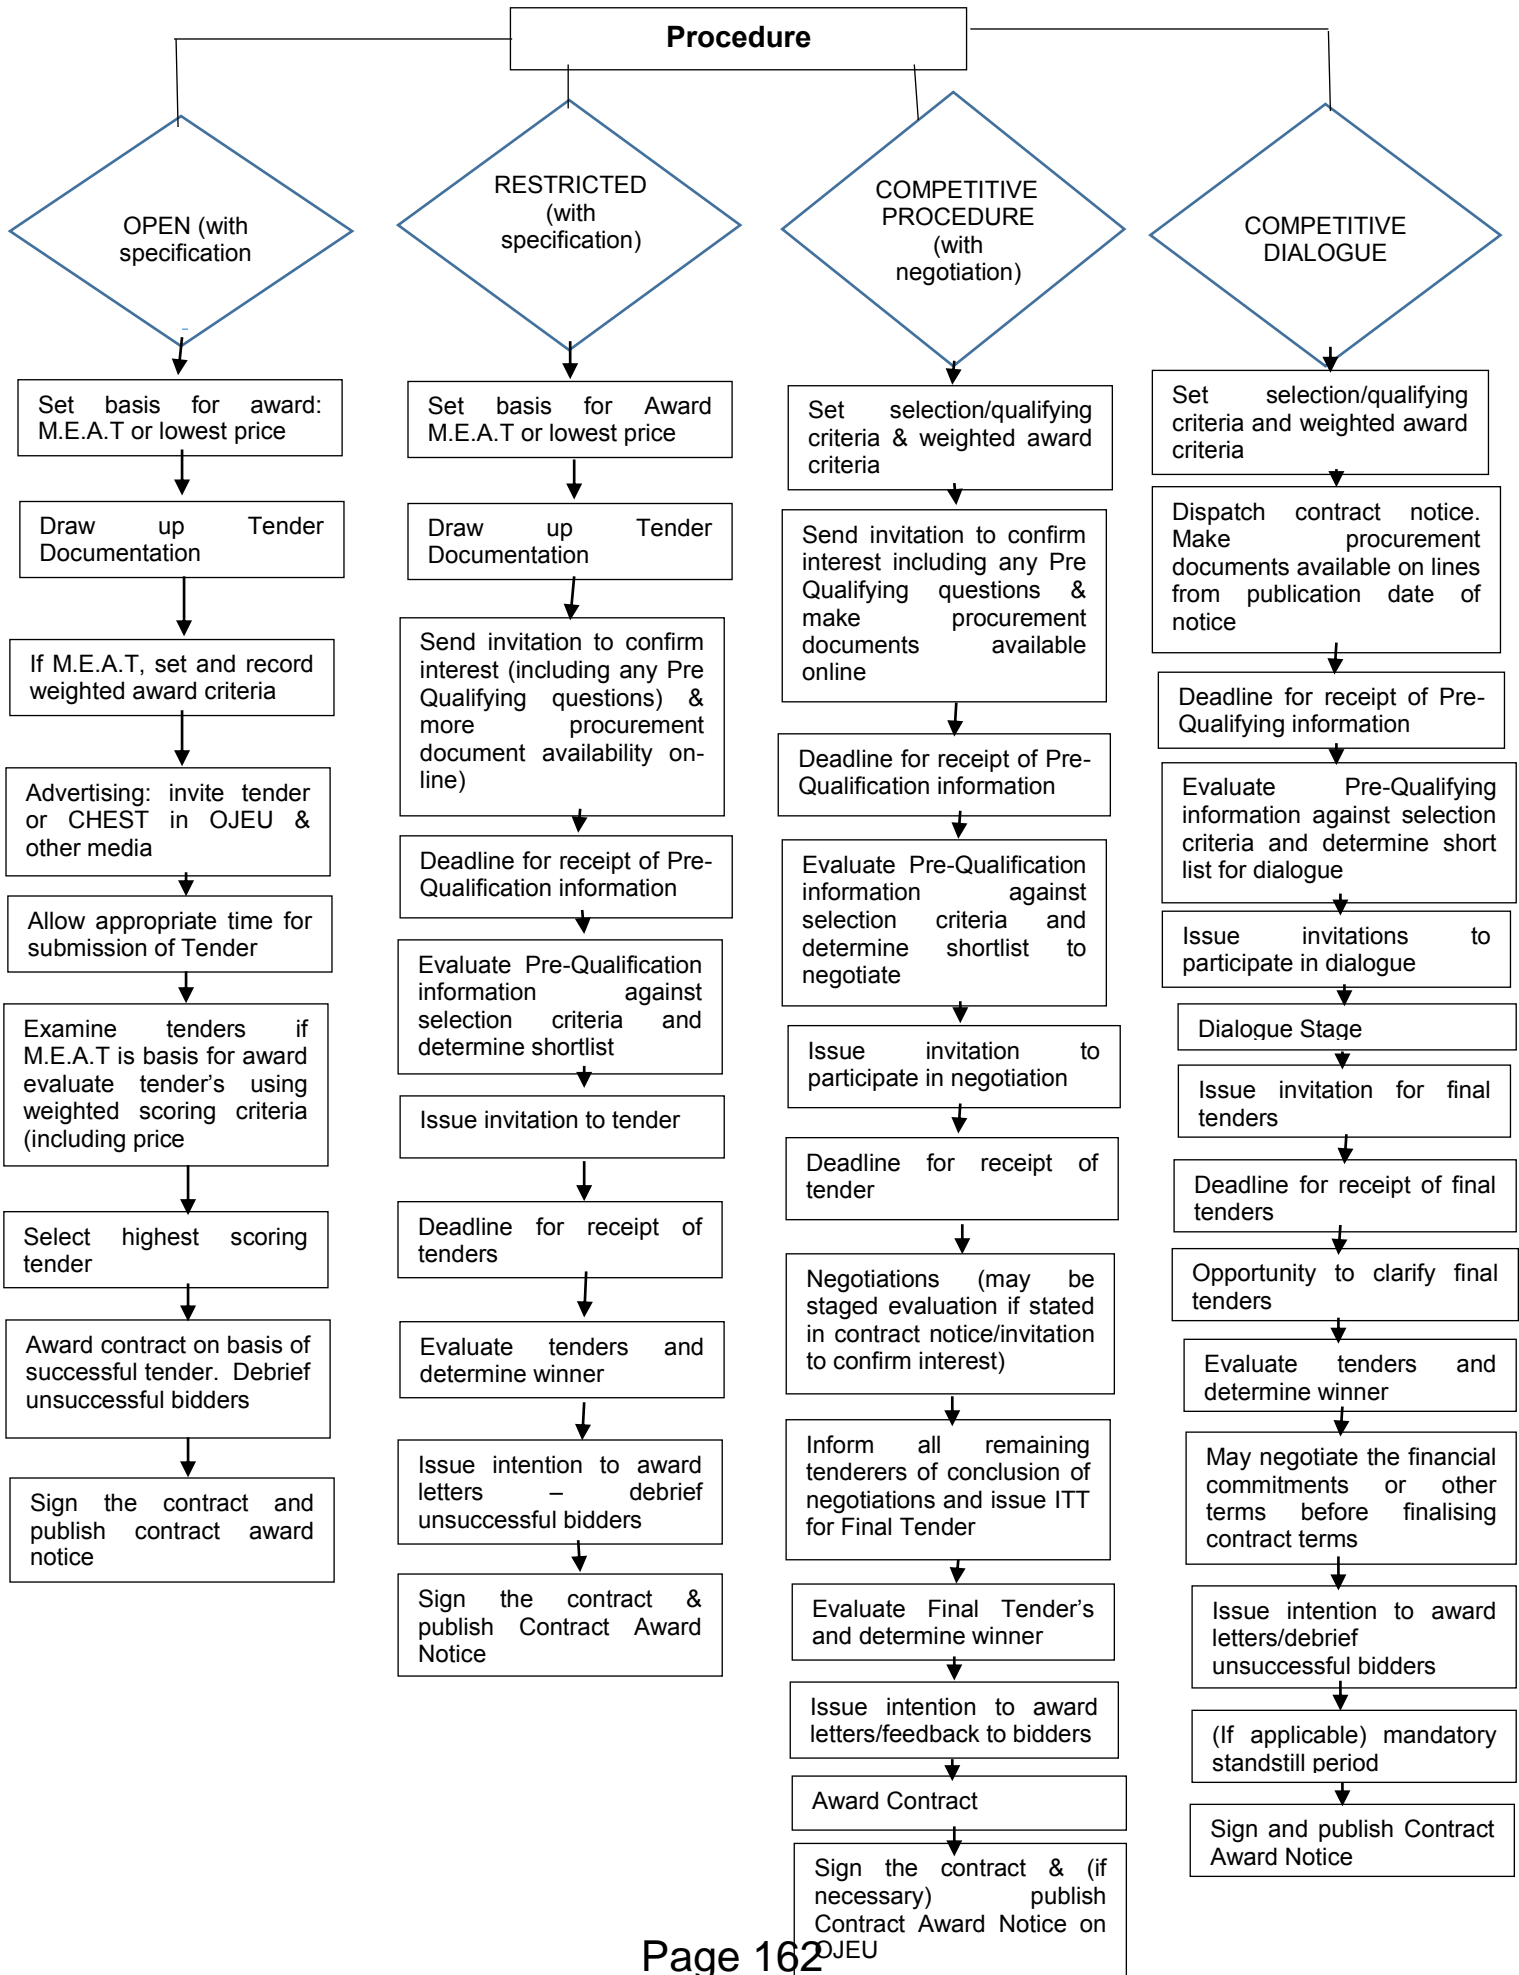 Procedure
OPEN (with
specification
Set basis for award:
M.E.A.T or lowest price
Draw up Tender
Documentation
If M.E.A.T, set and record
weighted award criteria
Advertising: invite tender
or CHEST in OJEU &
other media
Allow appropriate time for
submission of Tender
Examine tenders if
M.E.A.T is basis for award
evaluate tender's using
weighted scoring criteria
(including price
Select highest scoring
tender
Award contract on basis of
successful tender. Debrief
unsuccessful bidders
Sign the contract and
publish contract award
notice
RESTRICTED
(with
specification)
Set basis for Award
M.E.A.T or lowest price
Draw up Tender
Documentation
Send invitation to confirm
interest (including any Pre
Qualifying questions) &
more procurement
document availability on-
line)
Deadline for receipt of Pre-
Qualification information
Evaluate Pre-Qualification
information against
selection criteria and
determine shortlist
Issue invitation to tender
Deadline for receipt of
tenders
Evaluate tenders and
determine winner
Issue intention to award
letters – debrief
unsuccessful bidders
Sign the contract &
publish Contract Award
Notice
COMPETITIVE
PROCEDURE
(with
negotiation)
Set selection/qualifying
criteria & weighted award
criteria
Send invitation to confirm
interest including any Pre
Qualifying questions &
make procurement
documents available
online
Deadline for receipt of Pre-
Qualification information
Evaluate Pre-Qualification
information against
selection criteria and
determine shortlist to
negotiate
Issue invitation to
participate in negotiation
Deadline for receipt of
tender
Negotiations (may be
staged evaluation if stated
in contract notice/invitation
to confirm interest)
Inform all remaining
tenderers of conclusion of
negotiations and issue ITT
for Final Tender
Evaluate Final Tender's
and determine winner
Issue intention to award
letters/feedback to bidders
Award Contract
Sign the contract & (if
necessary) publish
Contract Award Notice on
OJEU
COMPETITIVE
DIALOGUE
Set selection/qualifying
criteria and weighted award
criteria
Dispatch contract notice.
Make procurement
documents available on lines
from publication date of
notice
Deadline for receipt of Pre-
Qualifying information
Evaluate Pre-Qualifying
information against selection
criteria and determine short
list for dialogue
Issue invitations to
participate in dialogue
Dialogue Stage
Issue invitation for final
tenders
Deadline for receipt of final
tenders
Opportunity to clarify final
tenders
Evaluate tenders and
determine winner
May negotiate the financial
commitments or other
terms before finalising
contract terms
Issue intention to award
letters/debrief
unsuccessful bidders
(If applicable) mandatory
standstill period
Sign and publish Contract
Award Notice
Page 162